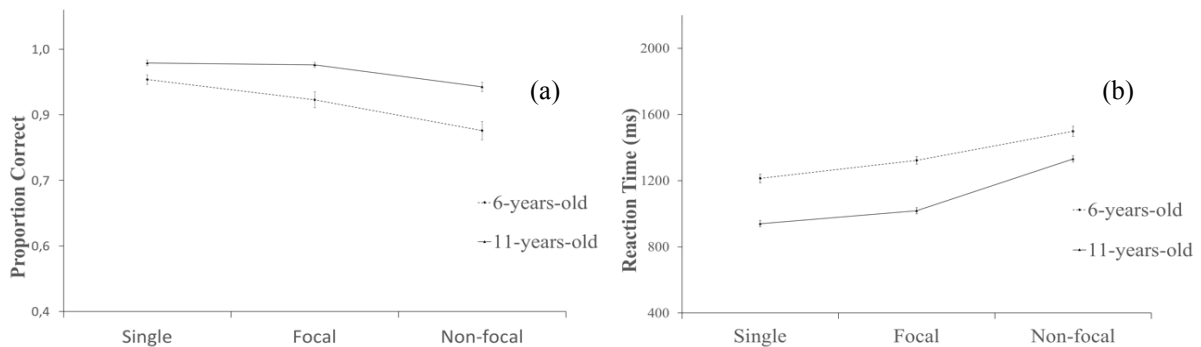 Proportion Correct
1,0
0,9
0,7
0,6
0,4
Single Focal Non-focal
(a)
6-years-old
11-years-old
Reaction Time (ms)
2000
1600
1200
800
400
Single Focal Non-focal
(b)
6-years-old
11-years-old